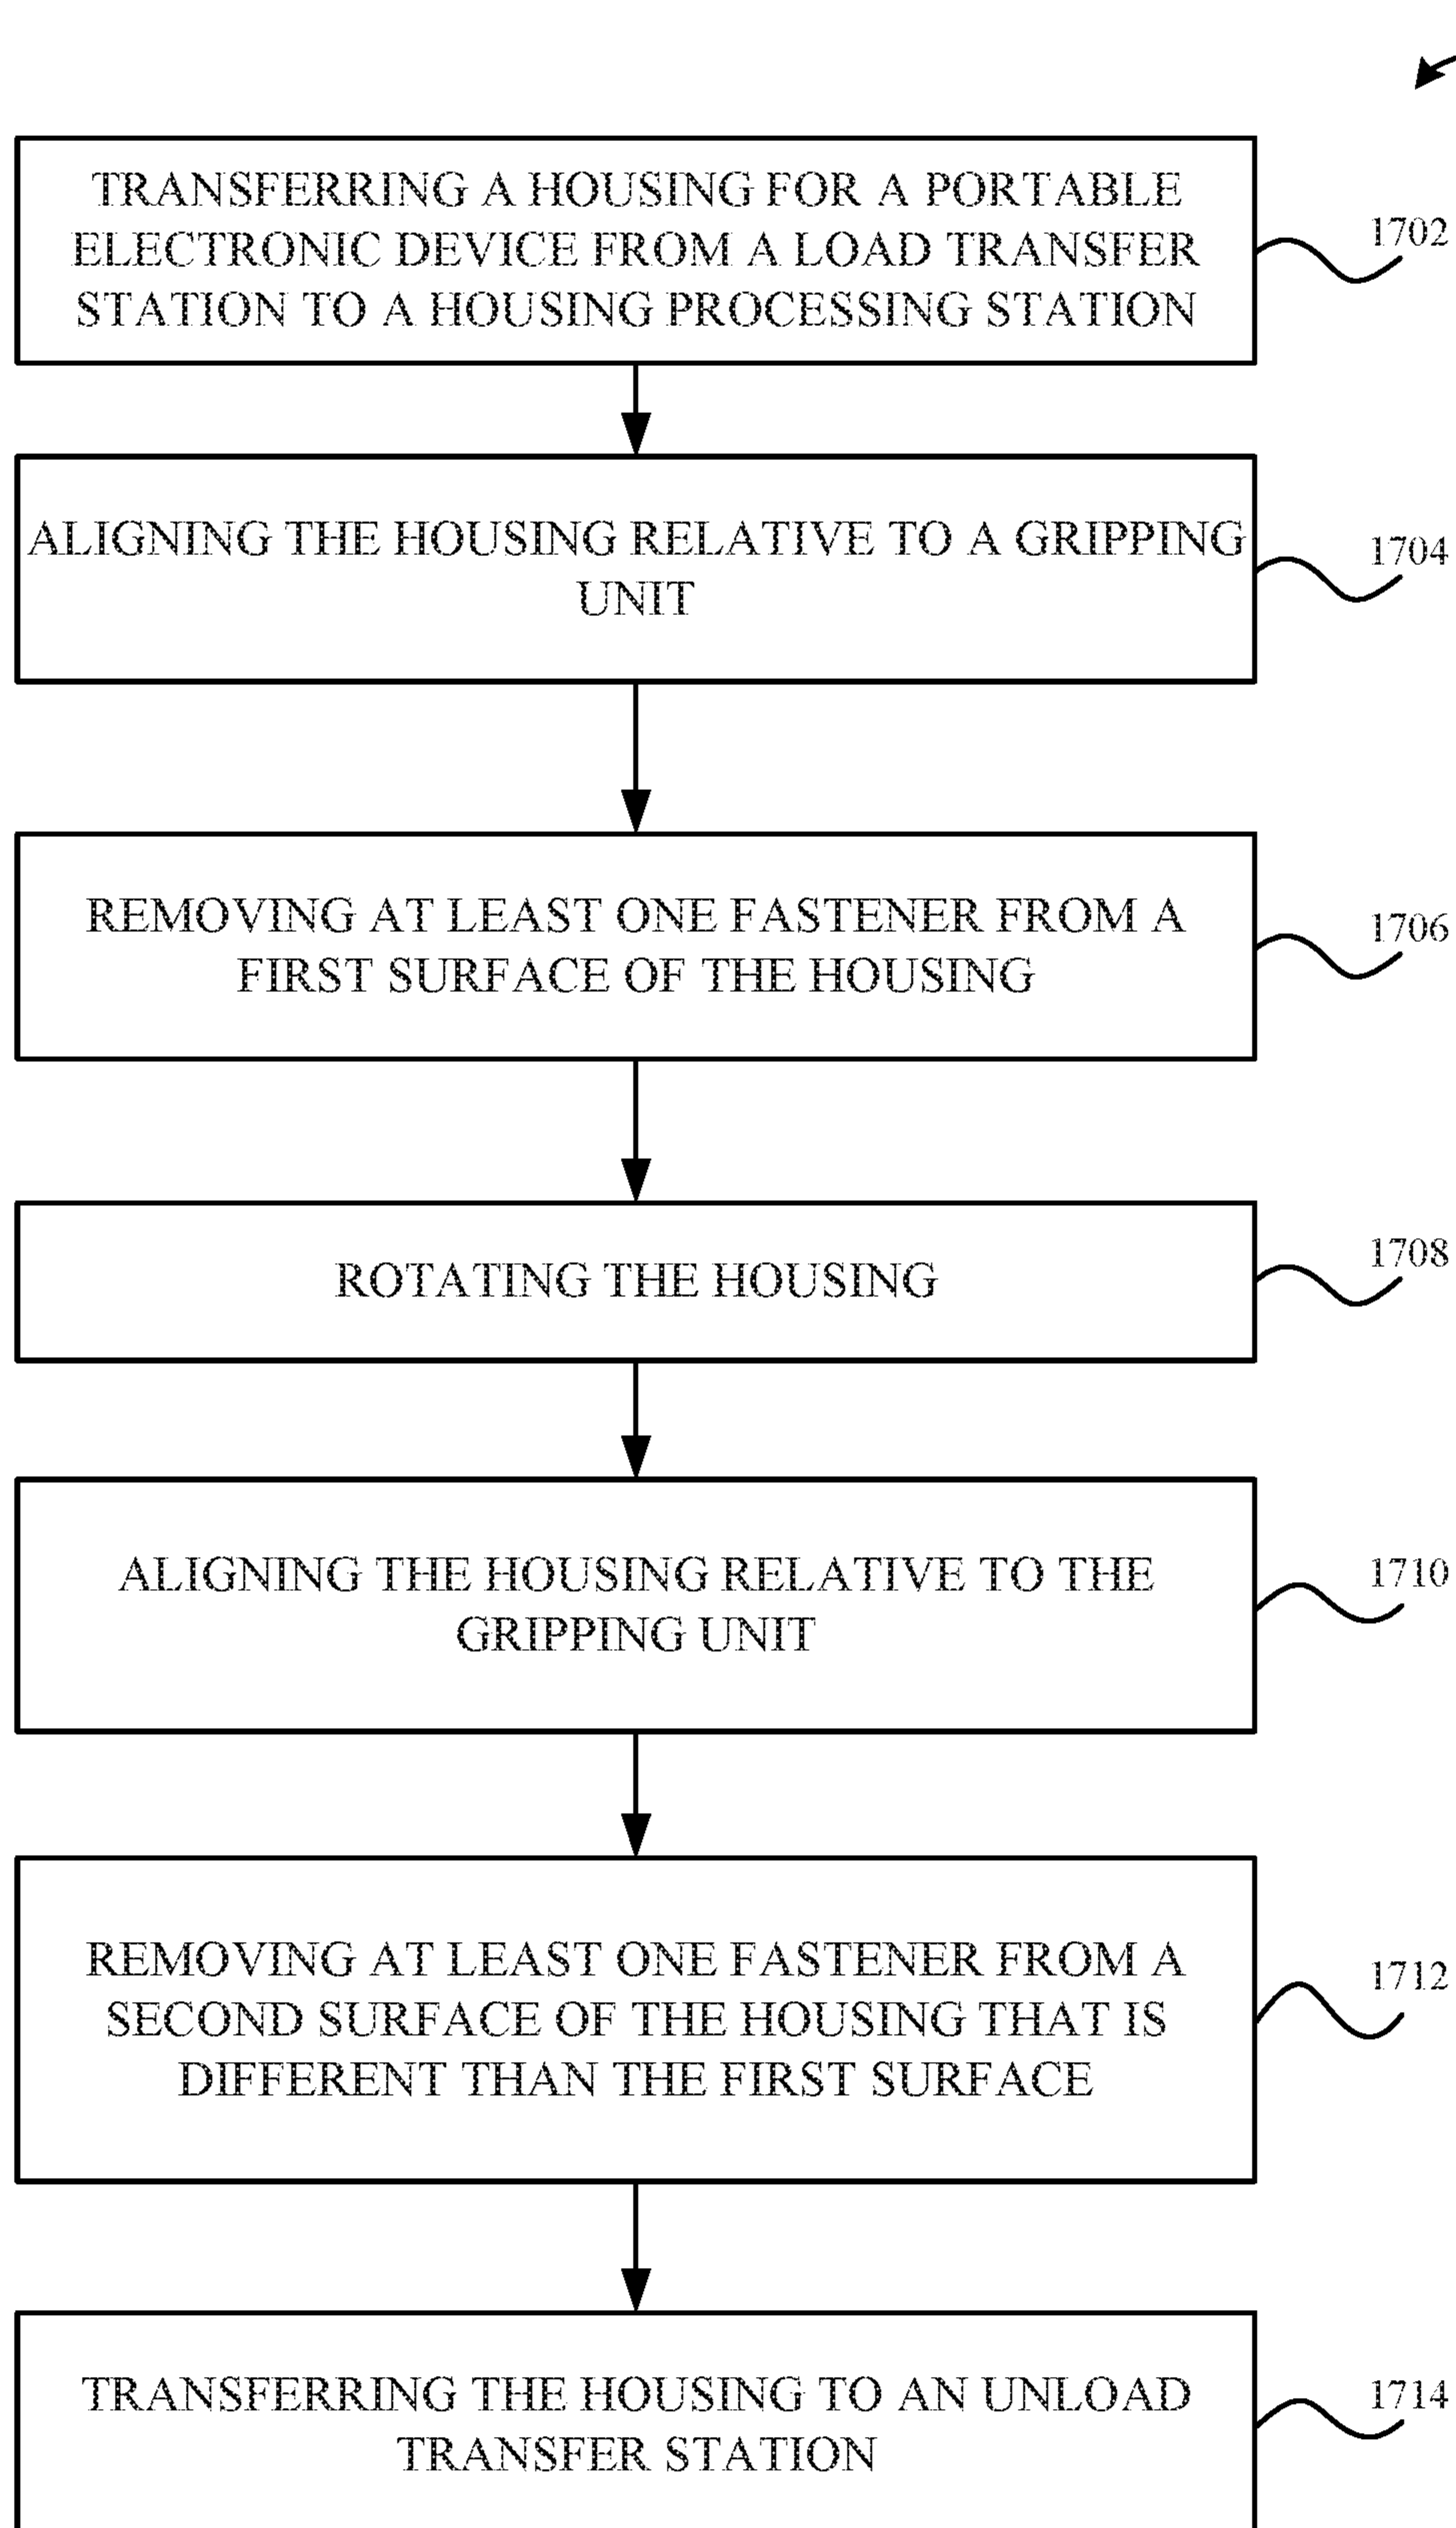 TRANSFERRING A HOUSING FOR A PORTABLE
ELECTRONIC DEVICE FROM A LOAD TRANSFER
STATION TO A HOUSING PROCESSING STATION
1702
ALIGNING THE HOUSING RELATIVE TO A GRIPPING
UNIT
1704
REMOVING AT LEAST ONE FASTENER FROM A
FIRST SURFACE OF THE HOUSING
1706
ROTATING THE HOUSING
1708
ALIGNING THE HOUSING RELATIVE TO THE
GRIPPING UNIT
1710
REMOVING AT LEAST ONE FASTENER FROM A
SECOND SURFACE OF THE HOUSING THAT IS
DIFFERENT THAN THE FIRST SURFACE
1712
TRANSFERRING THE HOUSING TO AN UNLOAD
TRANSFER STATION
1714